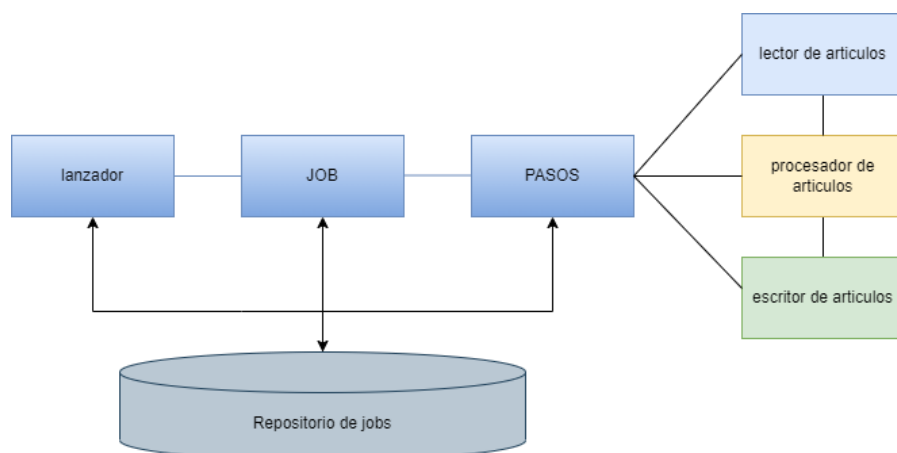 lector de articulos
lanzador
JOB
PASOS
procesador de
articulos
escritor de articulos
Repositorio de jobs